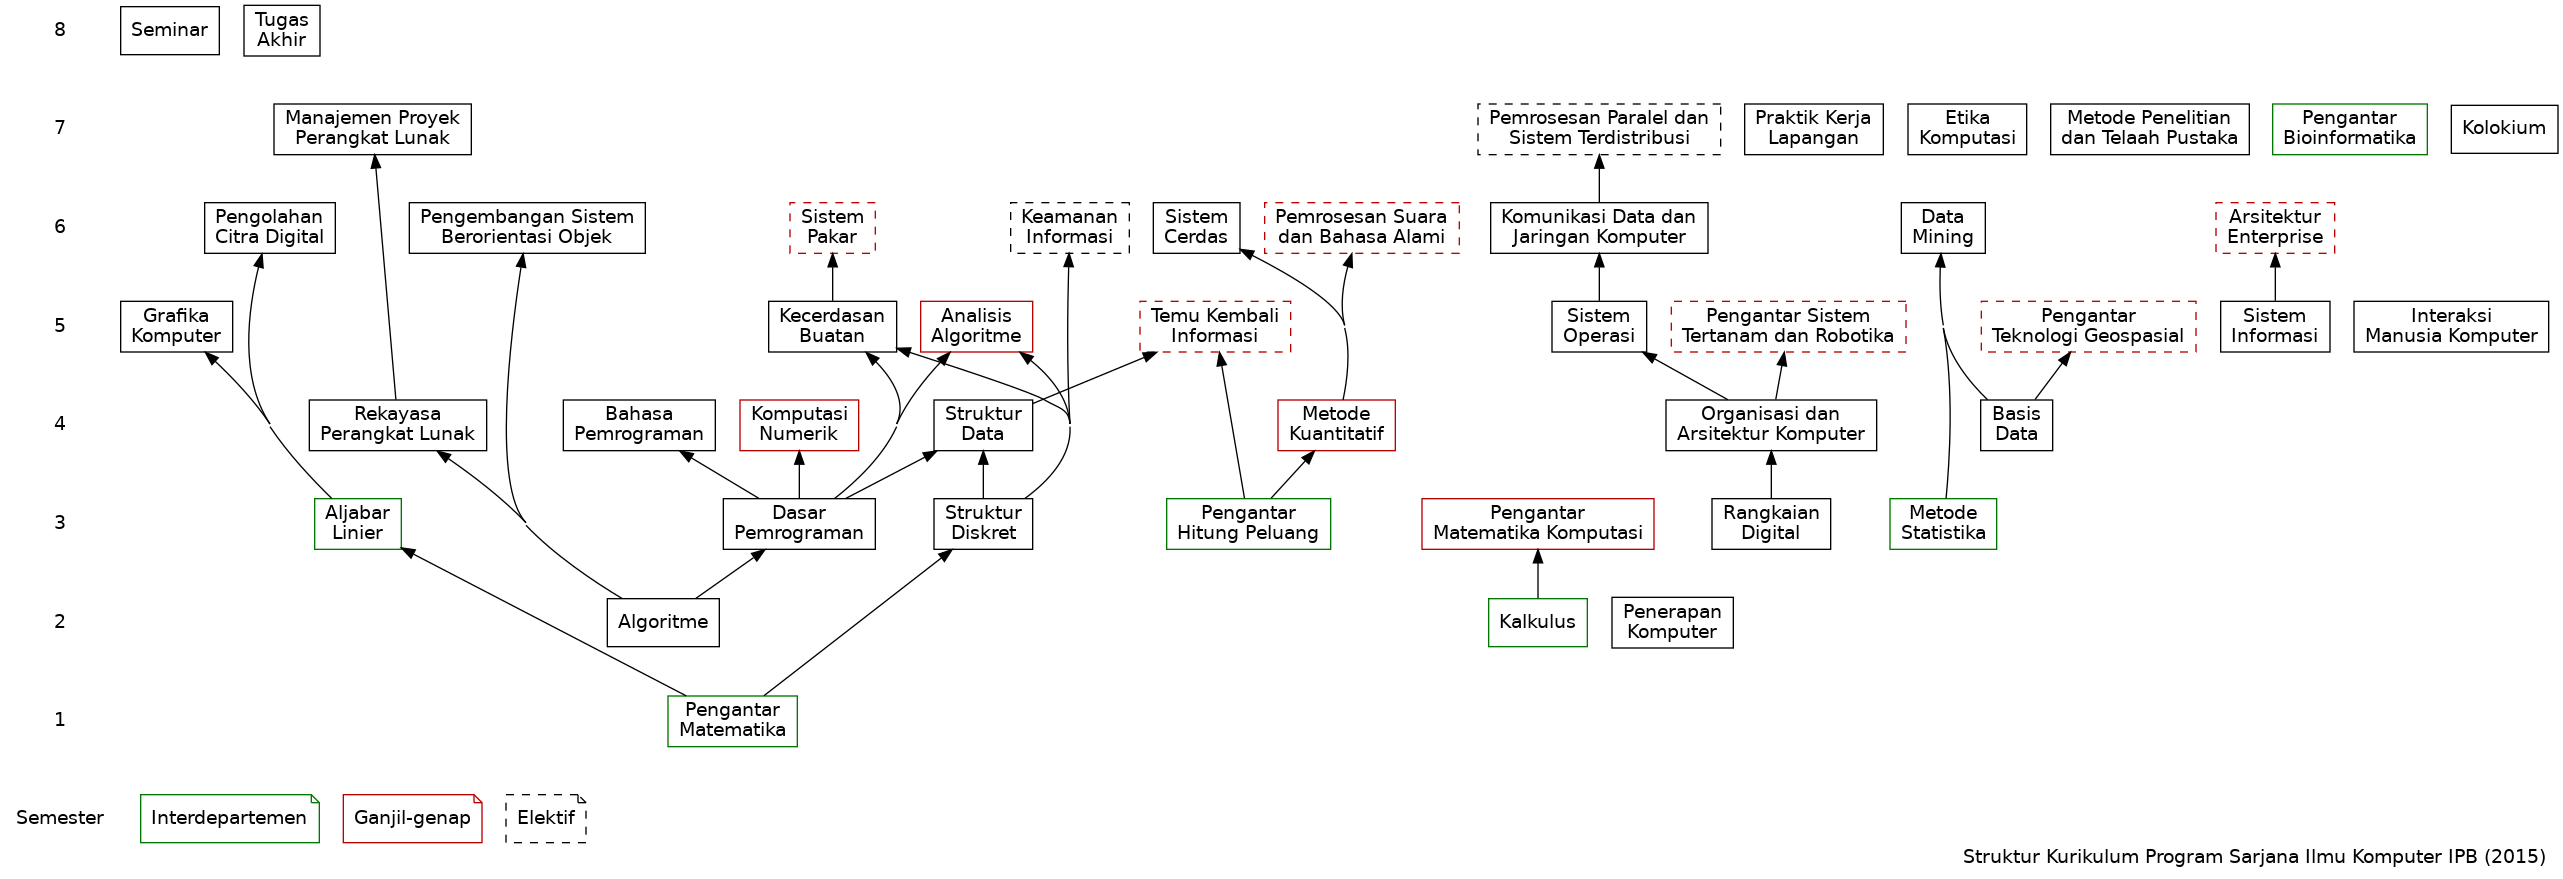 8
Seminar
Tugas
Akhir
7
Manajemen Proyek
Perangkat Lunak
Pemrosesan Paralel dan
Sistem Terdistribusi
Praktik Kerja
Lapangan
Etika
Komputasi
Metode Penelitian
dan Telaah Pustaka
Pengantar
Bioinformatika
Kolokium
6
Pengolahan
Citra Digital
Pengembangan Sistem
Berorientasi Objek
Sistem
Pakar
Keamanan
Informasi
Sistem
Cerdas
Pemrosesan Suara
dan Bahasa Alami
Komunikasi Data dan
Jaringan Komputer
Data
Mining
Arsitektur
Enterprise
5
Grafika
Komputer
Kecerdasan
Buatan
Analisis
Algoritme
Temu Kembali
Informasi
Sistem
Operasi
Pengantar Sistem
Tertanam dan Robotika
Pengantar
Teknologi Geospasial
Sistem
Informasi
Interaksi
Manusia Komputer
4
Rekayasa
Perangkat Lunak
Bahasa
Pemrograman
Komputasi
Numerik
Struktur
Data
Metode
Kuantitatif
Organisasi dan
Arsitektur Komputer
Basis
Data
3
Aljabar
Linier
Dasar
Pemrograman
Struktur
Diskret
Pengantar
Hitung Peluang
Pengantar
Matematika Komputasi
Rangkaian
Digital
Metode
Statistika
2
Algoritme
Kalkulus
Penerapan
Komputer
1
Pengantar
Matematika
Semester
Interdepartemen
Ganjil-genap
Elektif
Struktur Kurikulum Program Sarjana Ilmu Komputer IPB (2015)